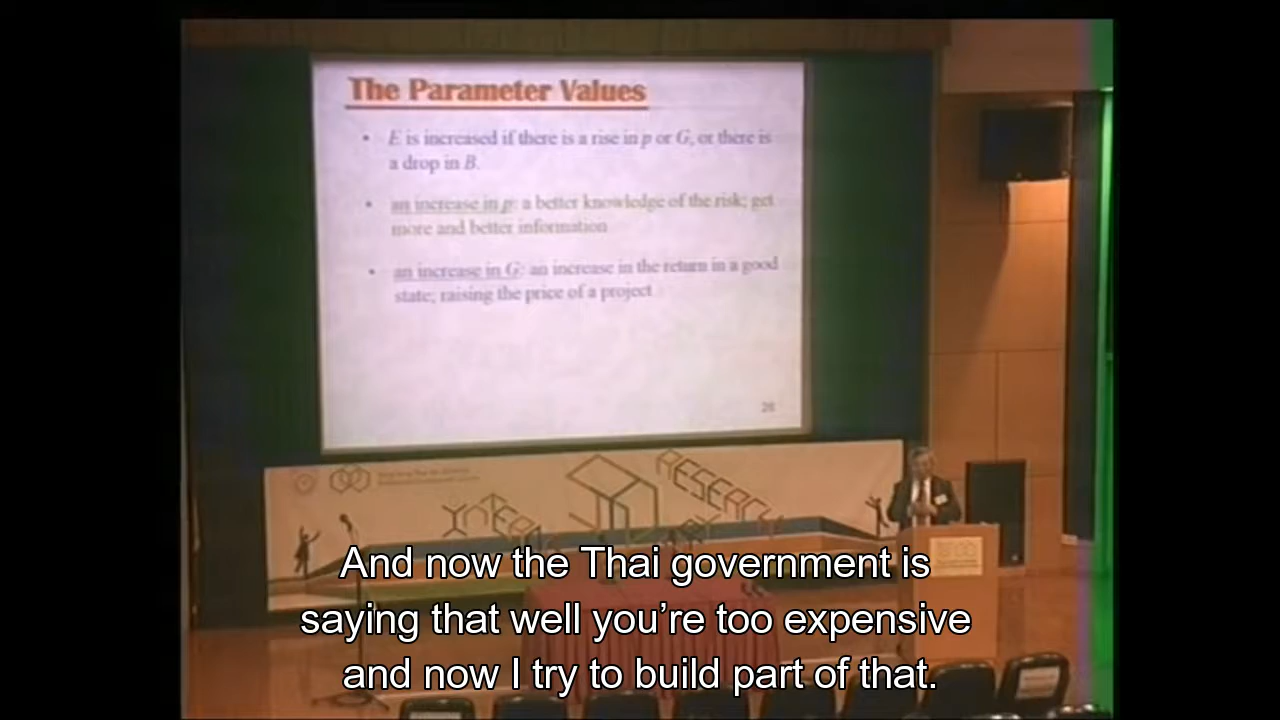 The Parameter Values
• E is increased if there is a rise in p or G, or there is
a drop in B.
• an increase in p: a better knowledge of the risk; get
more and better information
• an increase in G: an increase in the return in a good
state; raising the price of a project
26
RESEARCH
And now the Thai government is
saying that well you’re too expensive
and now I try to build part of that.